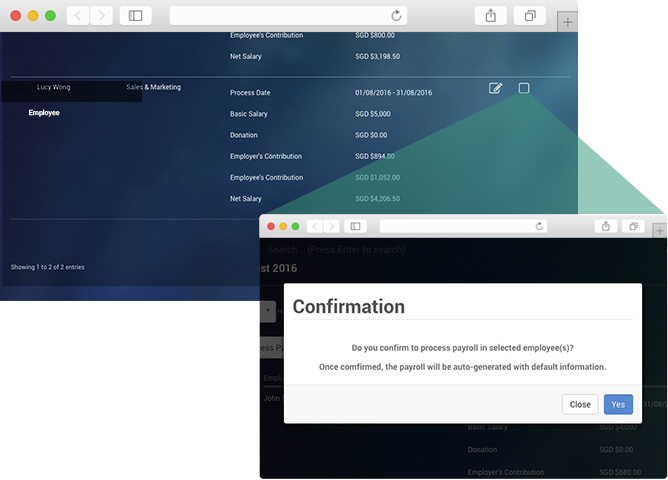 Employee's Contribution SGD $800.00
Net Salary SGD $3,198.50
Lucy Wong Sales & Marketing Process Date 01/08/2016 - 31/08/2016
Employee Basic Salary SGD $5,000
Donation SGD $0.00
Employer's Contribution SGD $894.00
Employee's Contribution SGD $1,052.00
Net Salary SGD $4,206.50
Showing 1 to 2 of 2 entries
Search... (Press Enter to search)
ust 2016
Confirmation
Do you confirm to process payroll in selected employee(s)?
Once comfirmed, the payroll will be auto-generated with default information.
Close Yes
John
31/08/2
Basic Salary SGD $4,000
Donation SGD $0.00
Employer's Contribution SGD $680.00